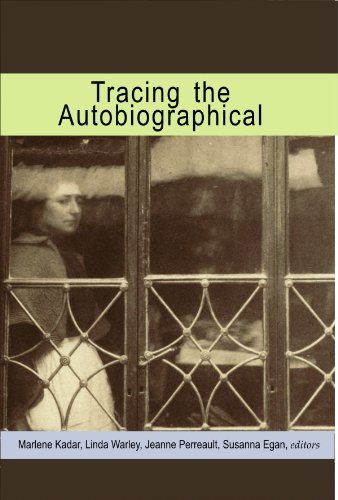 Tracing the
Autobiographical
Marlene Kadar, Linda Warley, Jeanne Perreault, Susanna Egan, editors